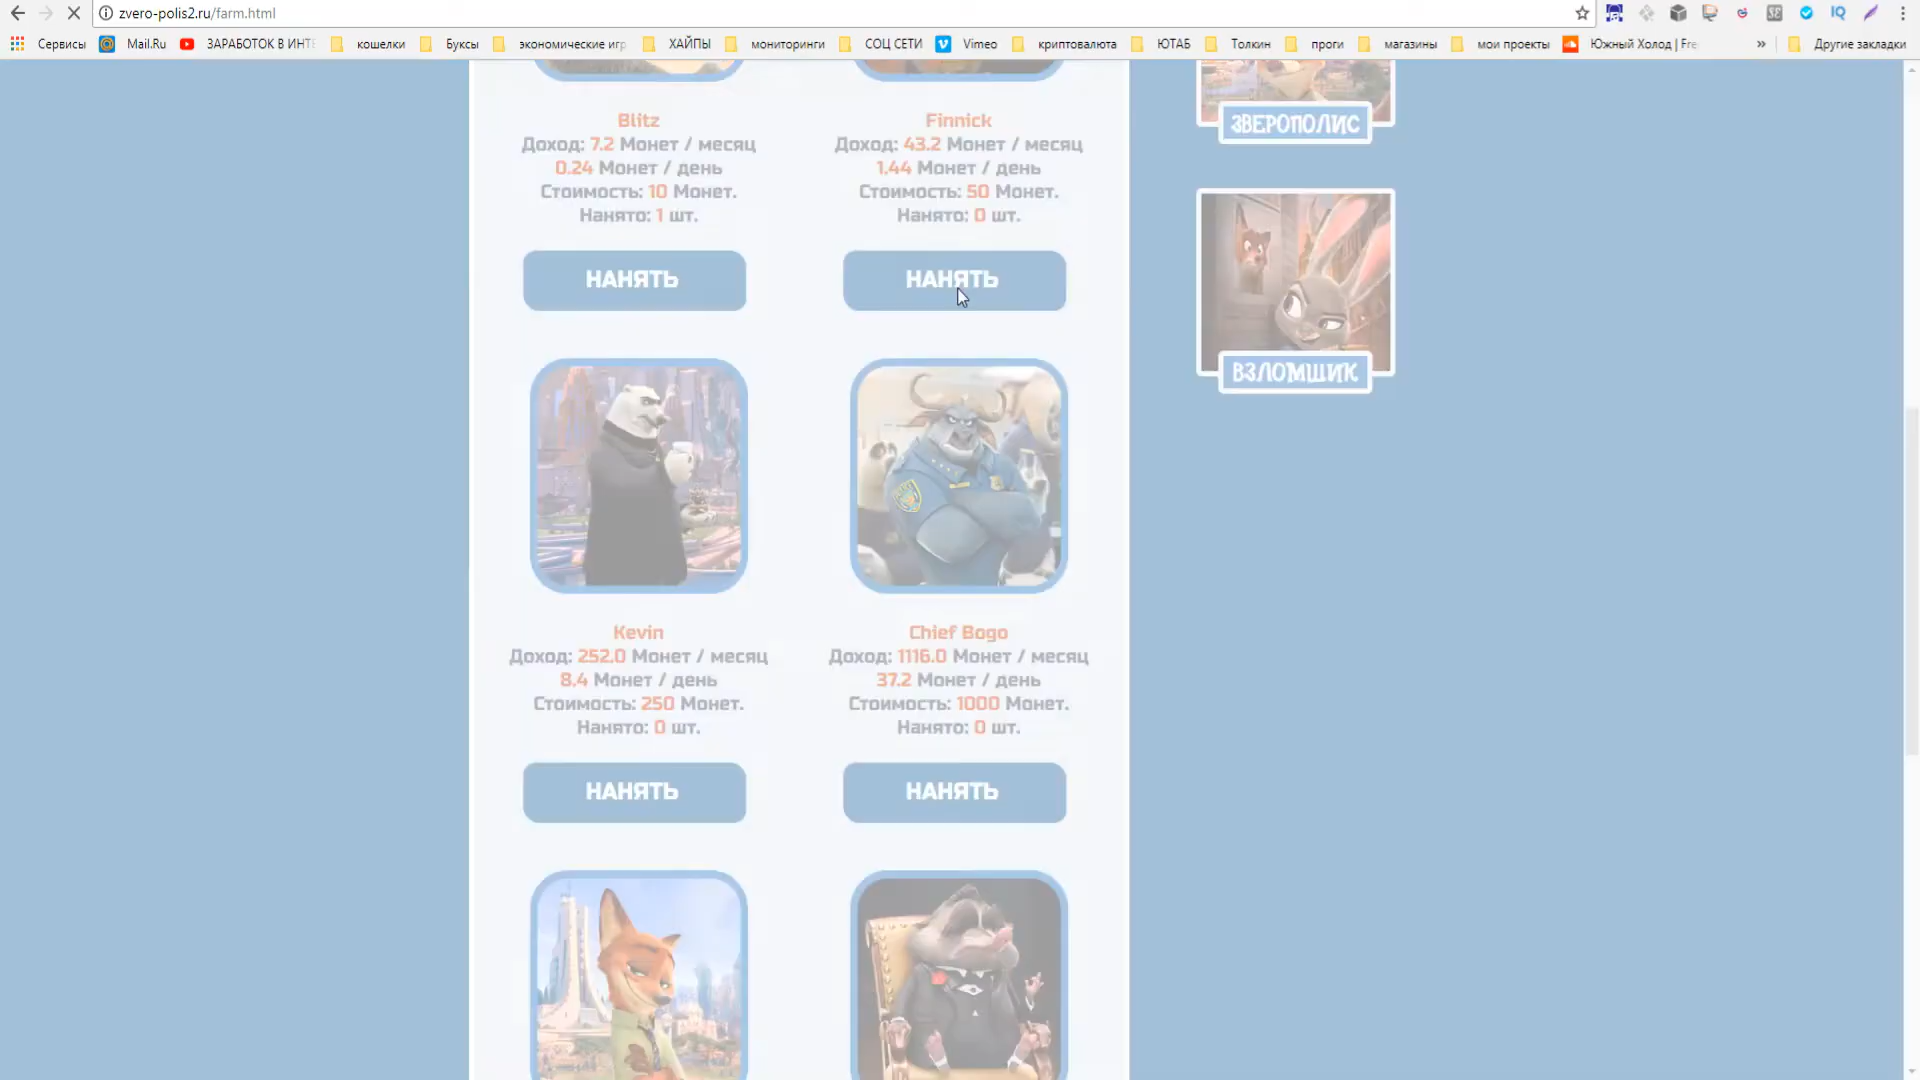 zvero-polis2.ru/farm.html
Сервисы
Mail.Ru
ЗАРАБОТОК В ИНТЕ
кошелки
Буксы
экономические игр
ХАЙПЫ
мониторинги
СОЦ СЕТИ
Vimeo
криптовалюта
ЮТАБ
Толкин
проги
магазины
мои проекты
Южный Холод | Fre
»
Другие закладки
Blitz
Доход: 7.2 Монет / месяц
0.24 Монет / день
Стоимость: 10 Монет.
Нанято: 1 шт.
НАНЯТЬ
Finnick
Доход: 43.2 Монет / месяц
1.44 Монет / день
Стоимость: 50 Монет.
Нанято: 0 шт.
НАНЯТЬ
Kevin
Доход: 252.0 Монет / месяц
8.4 Монет / день
Стоимость: 250 Монет.
Нанято: 0 шт.
НАНЯТЬ
Chief Bogo
Доход: 1116.0 Монет / месяц
37.2 Монет / день
Стоимость: 1000 Монет.
Нанято: 0 шт.
НАНЯТЬ
ЗВЕРОПОЛИС
ВЗЛОМЩИК